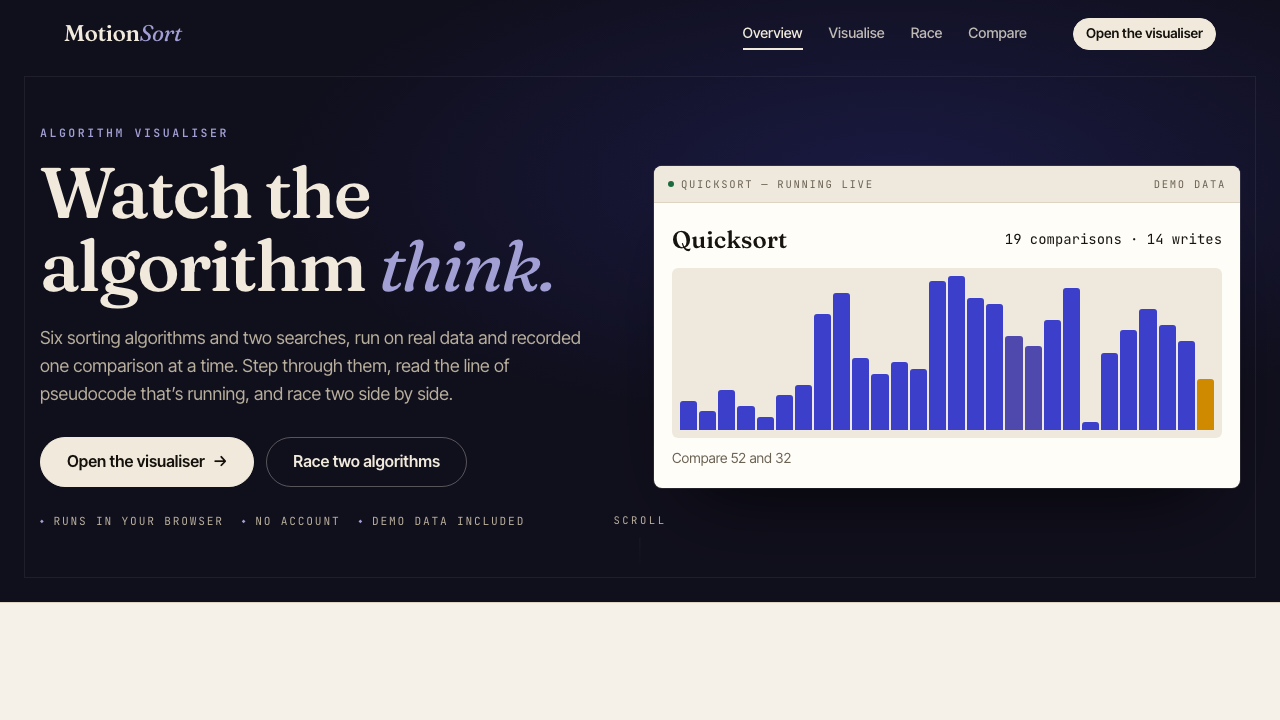 MotionSort
Overview
Visualise
Race
Compare
Open the visualiser
ALGORITHM VISUALISER
Watch the
algorithm think.
Six sorting algorithms and two searches, run on real data and recorded
one comparison at a time. Step through them, read the line of
pseudocode that’s running, and race two side by side.
Open the visualiser →
Race two algorithms
RUNS IN YOUR BROWSER
NO ACCOUNT
DEMO DATA INCLUDED
SCROLL
QUICKSORT — RUNNING LIVE
DEMO DATA
Quicksort
19 comparisons · 14 writes
Compare 52 and 32